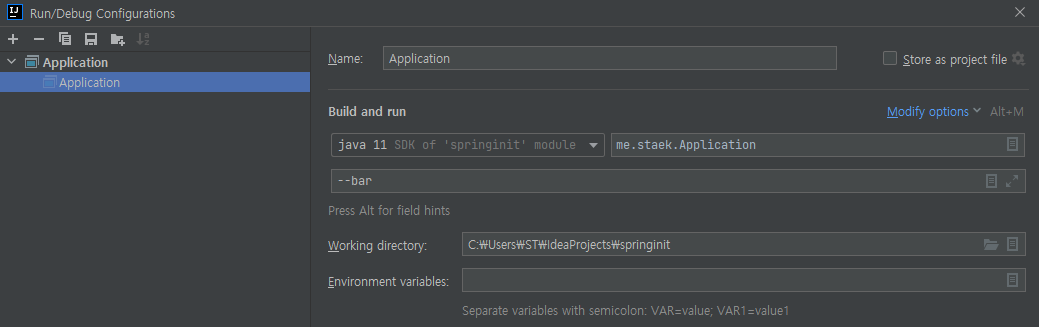 IJ Run/Debug Configurations
Application
Application
Name: Application Store as project file
Build and run Modify options Alt+M
java 11 SDK of 'springinit' module me.staek.Application
--bar
Press Alt for field hints
Working directory: C:₩Users₩ST₩IdeaProjects₩springinit
Environment variables:
Separate variables with semicolon: VAR=value; VAR1=value1